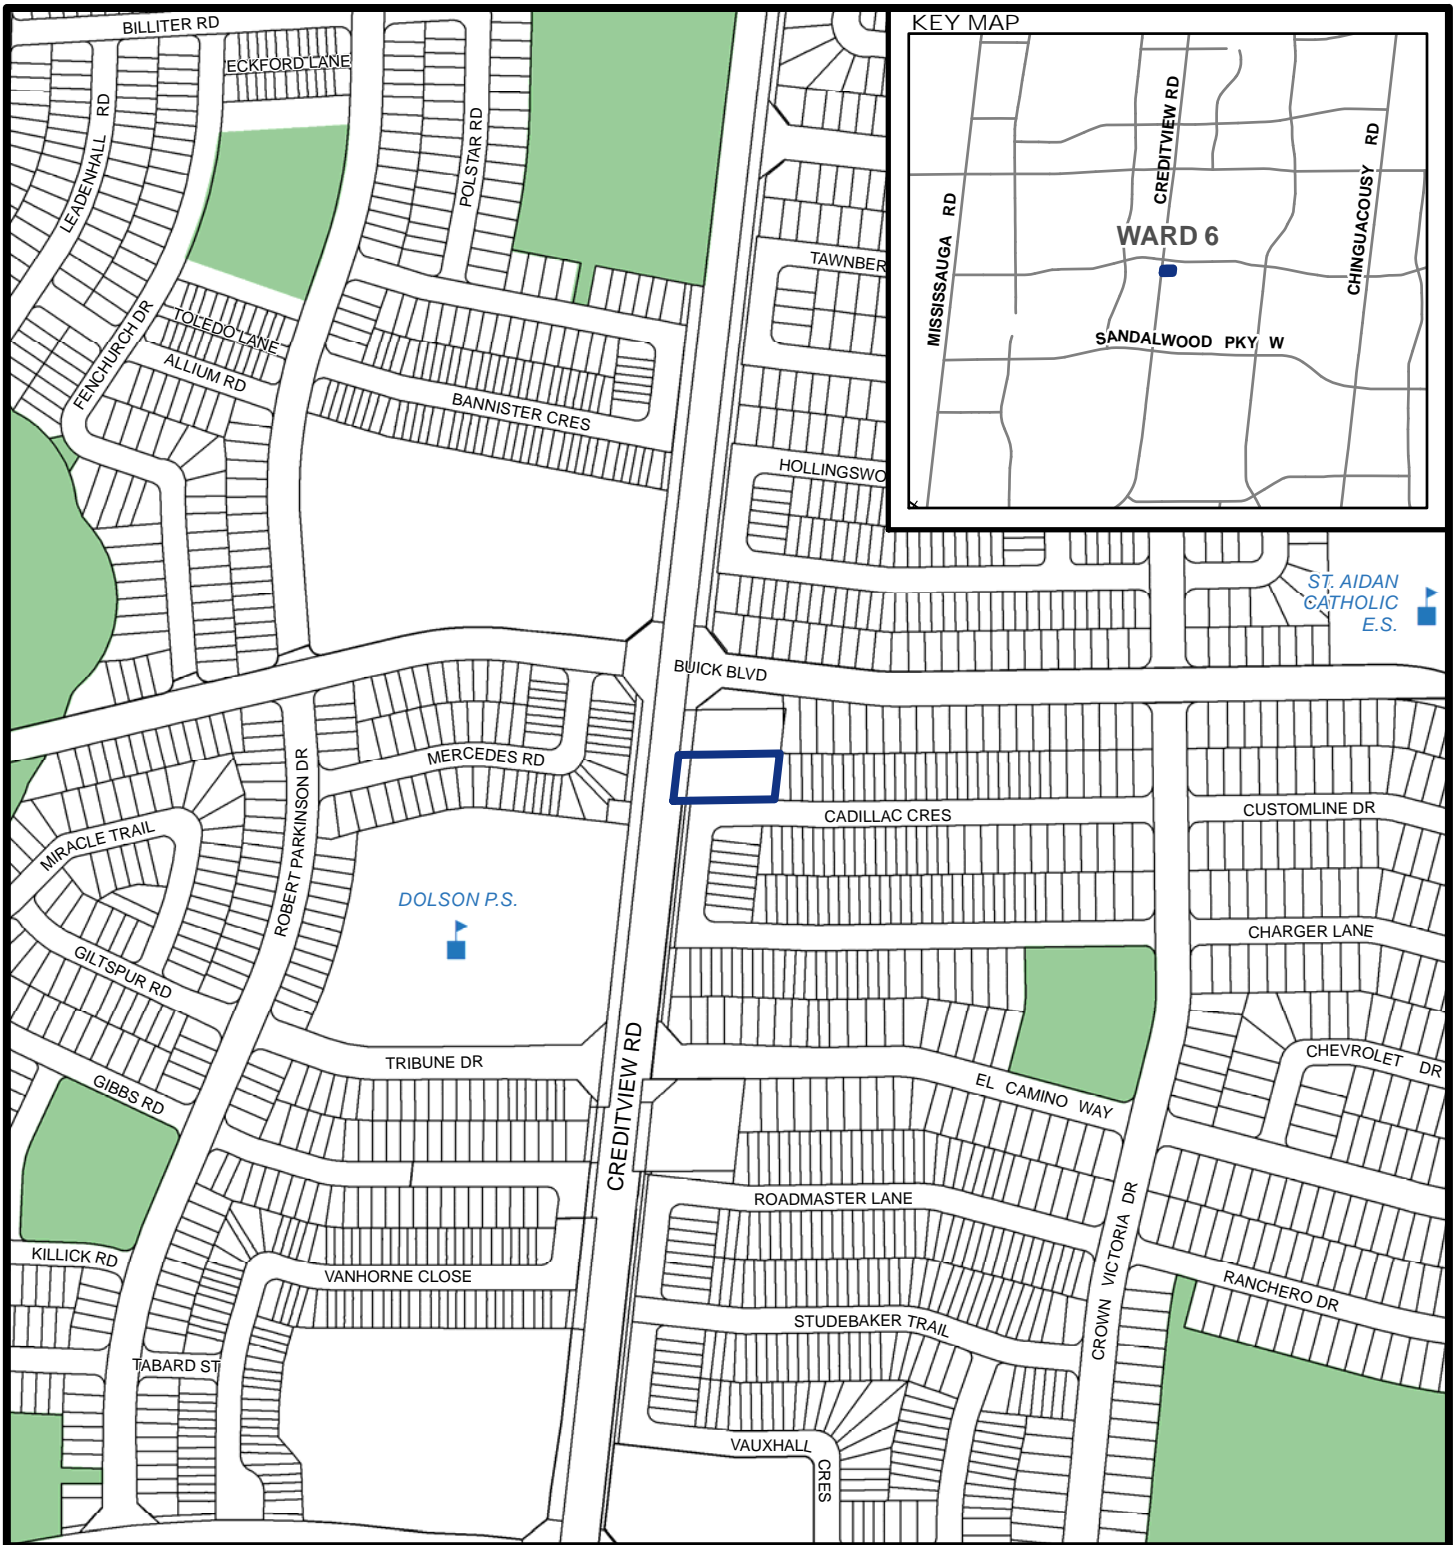 BILLITER RD
ECKFORD LANE
LEADENHALL RD
POLSTAR RD
FENCHURCH DR
TOLEDO LANE
ALLIUM RD
BANNISTER CRES
TAWNBER
HOLLINGSWO
KEY MAP
MISSISSAUGA RD
CREDITVIEW RD
CHINGUACOUSY RD
WARD 6
SANDALWOOD PKY W
ST. AIDAN
CATHOLIC
E.S.
BUICK BLVD
MERCEDES RD
ROBERT PARKINSON DR
MIRACLE TRAIL
CADILLAC CRES
CUSTOMLINE DR
DOLSON P.S.
CHARGER LANE
GILTSPUR RD
TRIBUNE DR
CREDITVIEW RD
EL CAMINO WAY
CHEVROLET DR
GIBBS RD
ROADMASTER LANE
CROWN VICTORIA DR
KILLICK RD
VANHORNE CLOSE
RANCHERO DR
STUDEBAKER TRAIL
TABARD ST
VAUXHALL
CRES